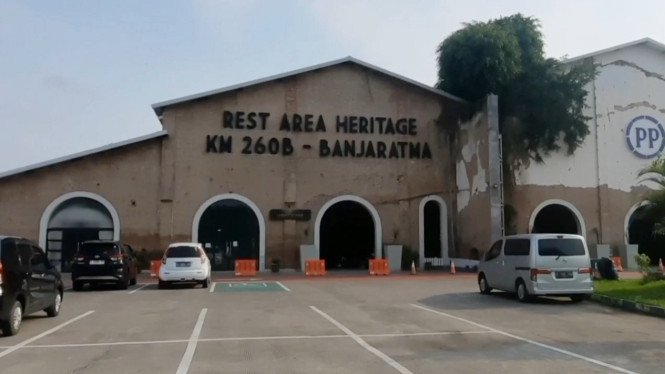 REST AREA HERITAGE
KM 260B - BANJARATMA
PP